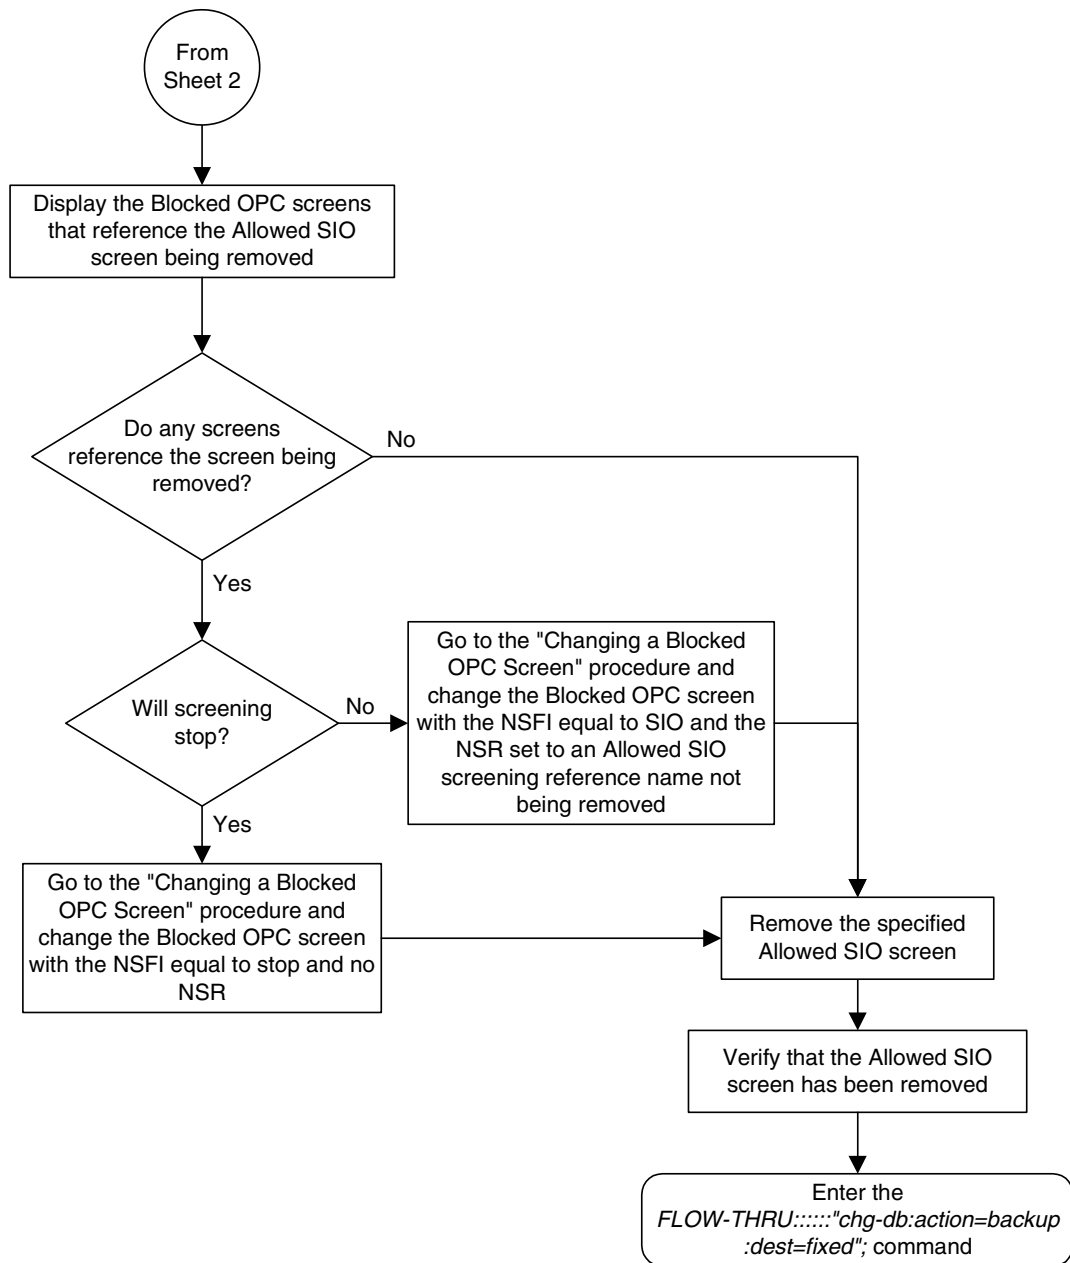 From
Sheet 2
Display the Blocked OPC screens
that reference the Allowed SIO
screen being removed
Do any screens
reference the screen being
removed?
No
Yes
Will screening
stop?
No
Go to the "Changing a Blocked
OPC Screen" procedure and
change the Blocked OPC screen
with the NSFI equal to SIO and the
NSR set to an Allowed SIO
screening reference name not
being removed
Yes
Go to the "Changing a Blocked
OPC Screen" procedure and
change the Blocked OPC screen
with the NSFI equal to stop and no
NSR
Remove the specified
Allowed SIO screen
Verify that the Allowed SIO
screen has been removed
Enter the
FLOW-THRU::::::"chg-db:action=backup
:dest=fixed"; command